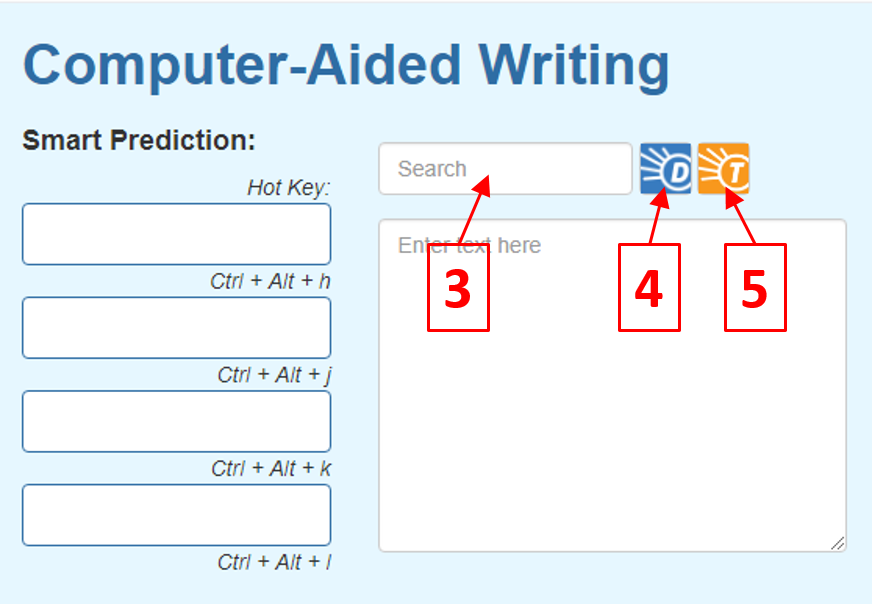 Computer-Aided Writing
Smart Prediction:
Hot Key:
Ctrl + Alt + h
Ctrl + Alt + j
Ctrl + Alt + k
Ctrl + Alt + l
Search
D
T
Enter text here
3
4
5